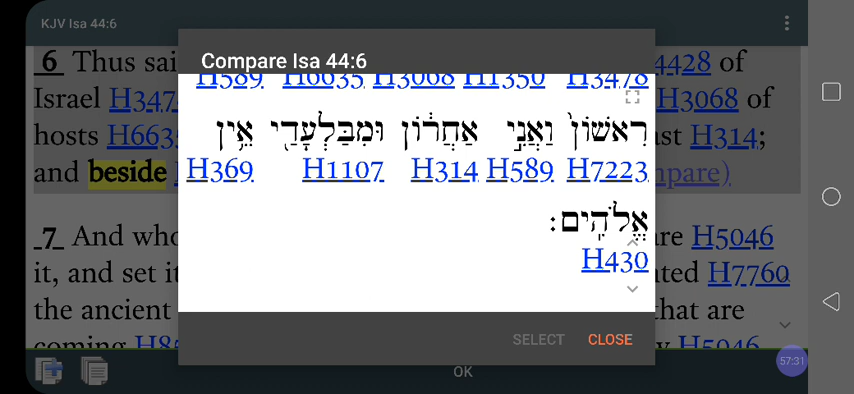 KJV Isa 44:6
Compare Isa 44:6
6 Thus sai
4428 of
Israel H347
H3068 of
hosts H663
st H314;
and beside
mpare)
H589 H6635 H3068 H1350 H3478
רִאשׁוֹן֙ וַאֲנִ֣י אַחֲר֔וֹן וּמִבַּלְעָדַ֖י אֵ֥ין
H369 H1107 H314 H589 H7223
אֱלֹהִֽים׃
H430
7 And who
re H5046
it, and set it
ted H7760
the ancient
that are
coming H85
H5046
SELECT CLOSE
OK
57:31